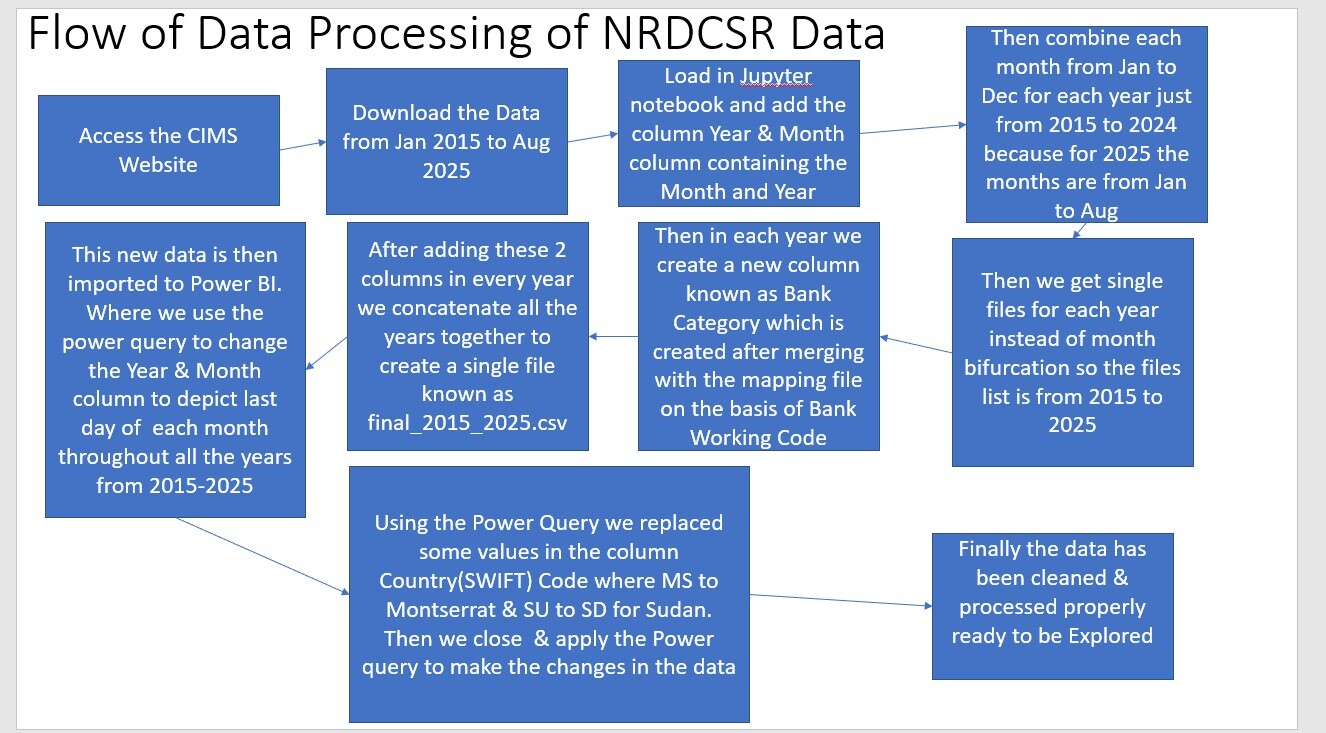 Flow of Data Processing of NRDCSR Data
Access the CIMS
Website
Download the Data
from Jan 2015 to Aug
2025
Load in Jupyter
notebook and add the
column Year & Month
column containing the
Month and Year
Then combine each
month from Jan to
Dec for each year just
from 2015 to 2024
because for 2025 the
months are from Jan
to Aug
Then we get single
files for each year
instead of month
bifurcation so the files
list is from 2015 to
2025
Then in each year we
create a new column
known as Bank
Category which is
created after merging
with the mapping file
on the basis of Bank
Working Code
After adding these 2
columns in every year
we concatenate all the
years together to
create a single file
known as
final_2015_2025.csv
This new data is then
imported to Power BI.
Where we use the
power query to change
the Year & Month
column to depict last
day of each month
throughout all the years
from 2015-2025
Using the Power Query we replaced
some values in the column
Country(SWIFT) Code where MS to
Montserrat & SU to SD for Sudan.
Then we close & apply the Power
query to make the changes in the data
Finally the data has
been cleaned &
processed properly
ready to be Explored